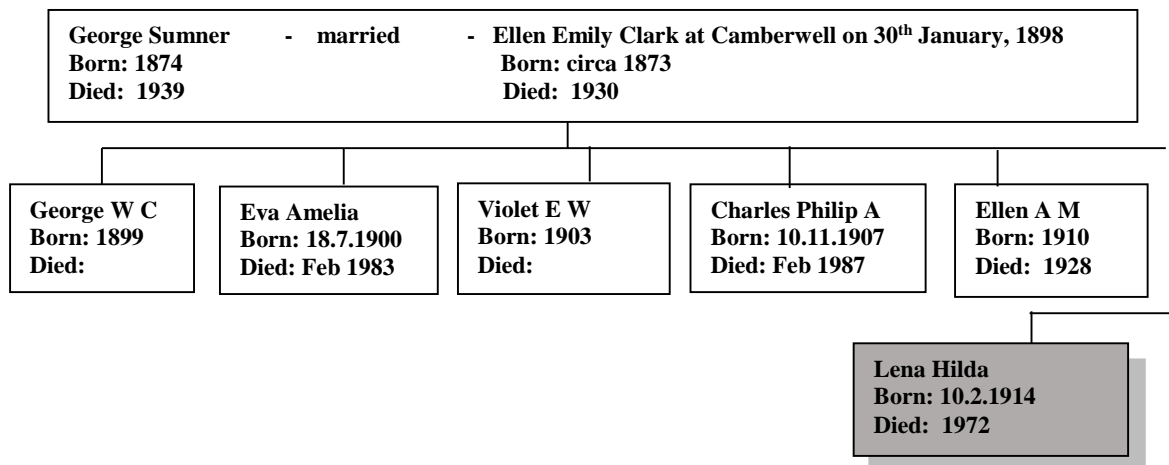 George Sumner - married - Ellen Emily Clark at Camberwell on 30th January, 1898
Born: 1874 Born: circa 1873
Died: 1939 Died: 1930
George W C
Born: 1899
Died:
Eva Amelia
Born: 18.7.1900
Died: Feb 1983
Violet E W
Born: 1903
Died:
Charles Philip A
Born: 10.11.1907
Died: Feb 1987
Ellen A M
Born: 1910
Died: 1928
Lena Hilda
Born: 10.2.1914
Died: 1972